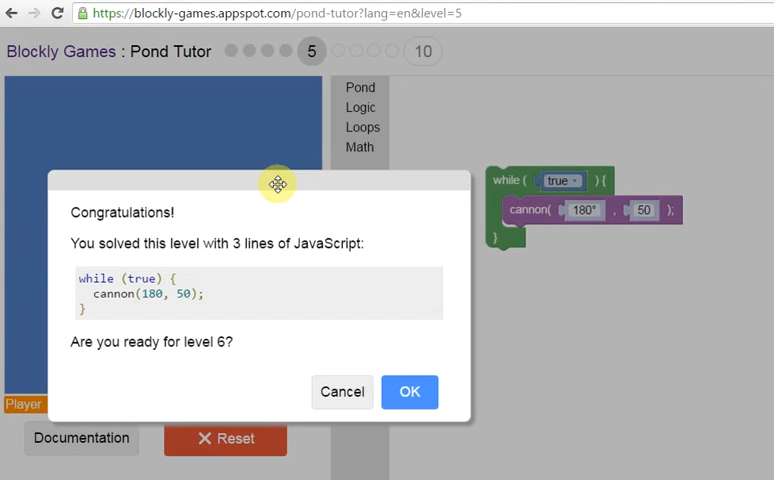 https://blockly-games.appspot.com/pond-tutor?lang=en&level=5
Blockly Games : Pond Tutor 5 10
Pond
Logic
Loops
Math
while ( true ) {
cannon( 180° , 50 );
}
Congratulations!
You solved this level with 3 lines of JavaScript:
while (true) {
cannon(180, 50);
}
Are you ready for level 6?
Cancel OK
Player
Documentation Reset